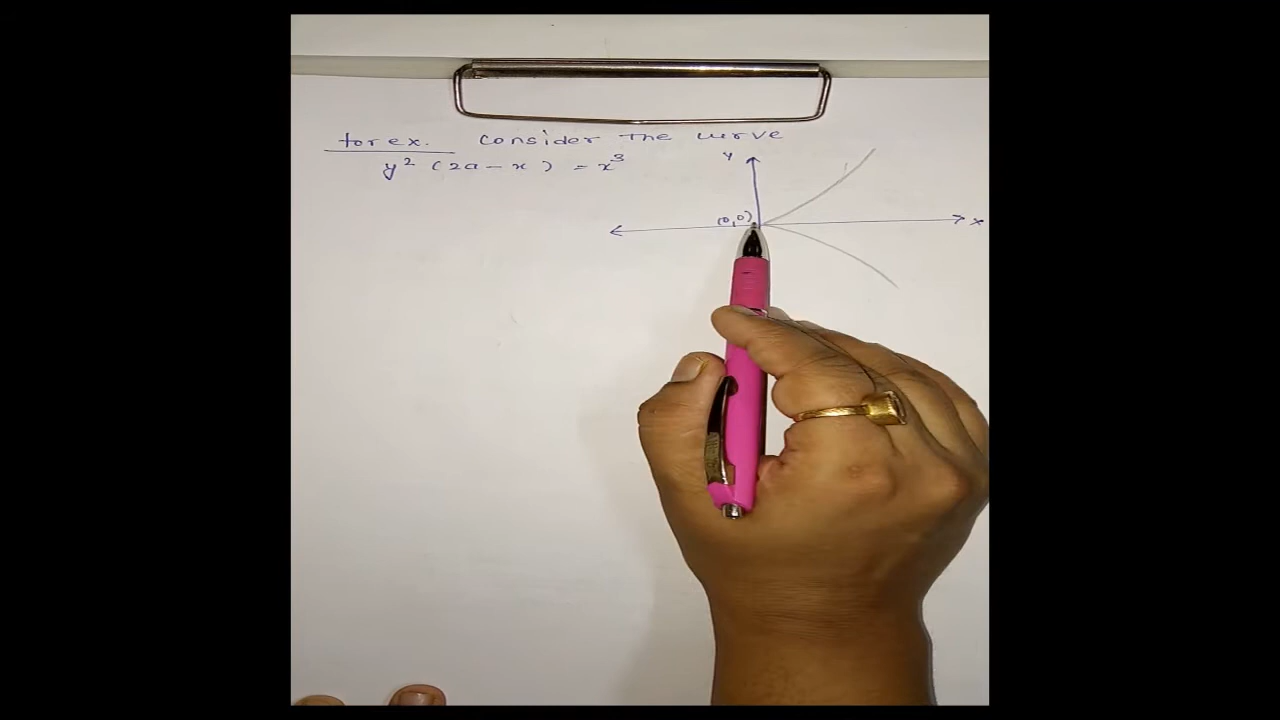 for ex. consider the curve
y² (2a - x) = x³
y
(0,0)
x